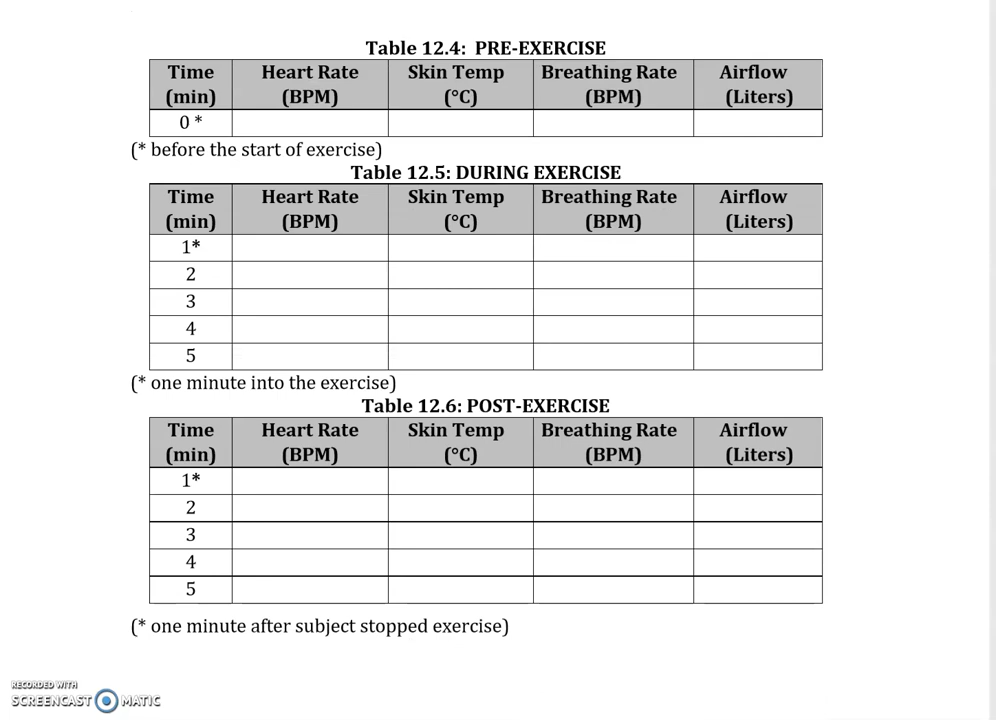 Table 12.4:  PRE-EXERCISE
Time (min) Heart Rate (BPM) Skin Temp (°C) Breathing Rate (BPM) Airflow (Liters)
0 *
(* before the start of exercise)
Table 12.5: DURING EXERCISE
Time (min) Heart Rate (BPM) Skin Temp (°C) Breathing Rate (BPM) Airflow (Liters)
1*
2
3
4
5
(* one minute into the exercise)
Table 12.6: POST-EXERCISE
Time (min) Heart Rate (BPM) Skin Temp (°C) Breathing Rate (BPM) Airflow (Liters)
1*
2
3
4
5
(* one minute after subject stopped exercise)
RECORDED WITH
SCREENCAST MATIC